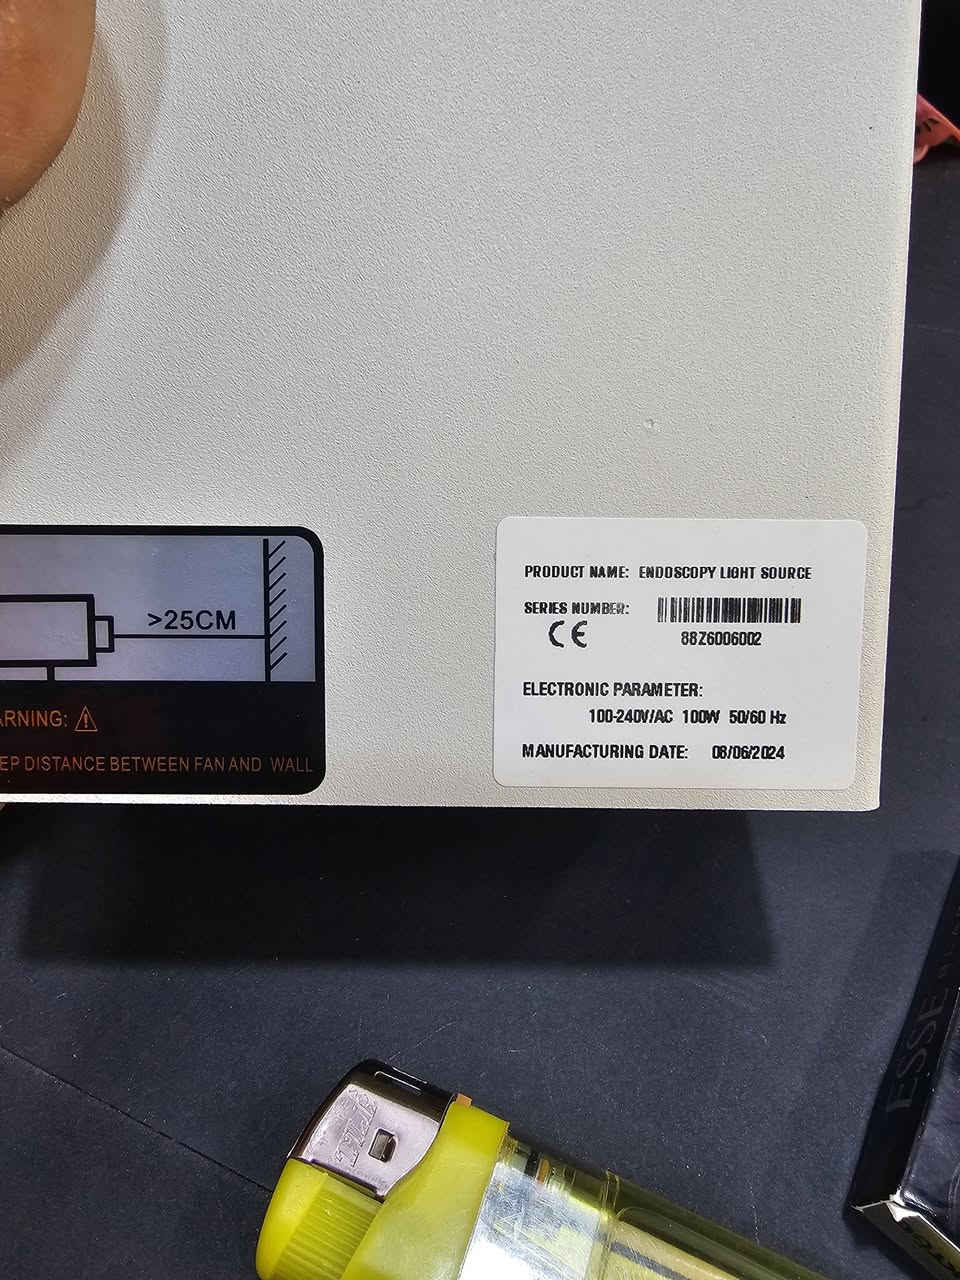 >25CM
ARNING:
EP DISTANCE BETWEEN FAN AND WALL
PRODUCT NAME: ENDOSCOPY LIGHT SOURCE
SERIES NUMBER:
CE
88Z6006002
ELECTRONIC PARAMETER:
100-240V/AC 100W 50/60 Hz
MANUFACTURING DATE: 08/06/2024
ESSE